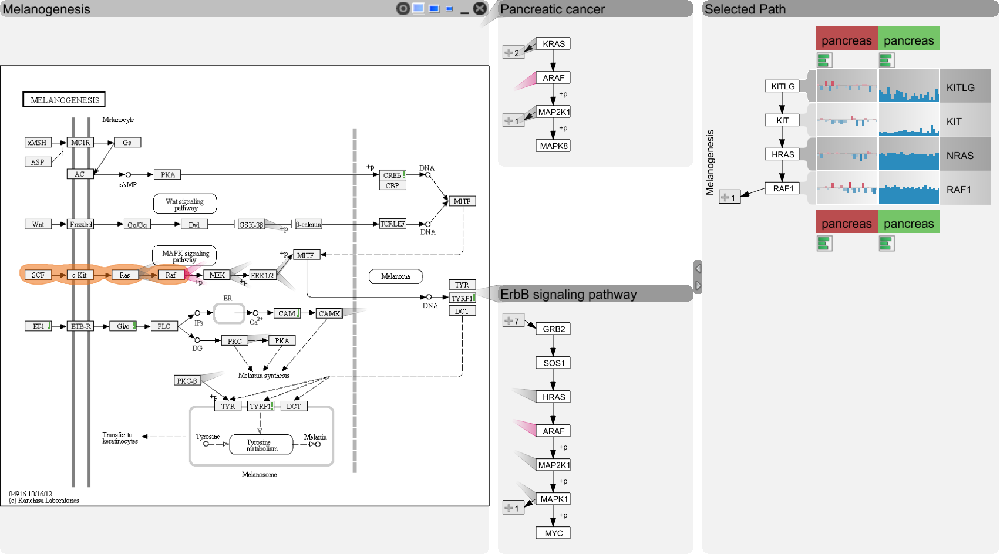 Melanogenesis
MELANOGENESIS
Melanocyte
αMSH
MC1R
Gs
ASP
AC
cAMP
PKA
+p
CREB
CBP
DNA
MITF
Wnt signaling
pathway
Wnt
Frizzled
Go/Gq
Dvl
GSK-3β
+p
β-catenin
TCF/LEF
DNA
MAPK signaling
pathway
+p
MITF
SCF
c-Kit
Ras
Raf
+p
MEK
+p
ERK1/2
Melanoma
TYR
TYRP1
DCT
DNA
ER
ET-1
ETB-R
Gi/o
PLC
IP3
Ca2+
CAM
CAMK
DG
PKC
PKA
Melamin synthesis
PKC-β
+p
TYR
TYRP1
DCT
Transfer to
keratinocytes
Tyrosine
Tyrosine
metabolism
Melanin
Melanosome
04916 10/16/12
(c) Kanehisa Laboratories
Pancreatic cancer
KRAS
2
ARAF
+p
MAP2K1
1
+p
MAPK8
ErbB signaling pathway
7
GRB2
SOS1
HRAS
ARAF
+p
MAP2K1
+p
MAPK1
1
+p
MYC
Selected Path
pancreas pancreas
Melanogenesis
KITLG KITLG
KIT KIT
HRAS NRAS
RAF1 RAF1
1
pancreas pancreas